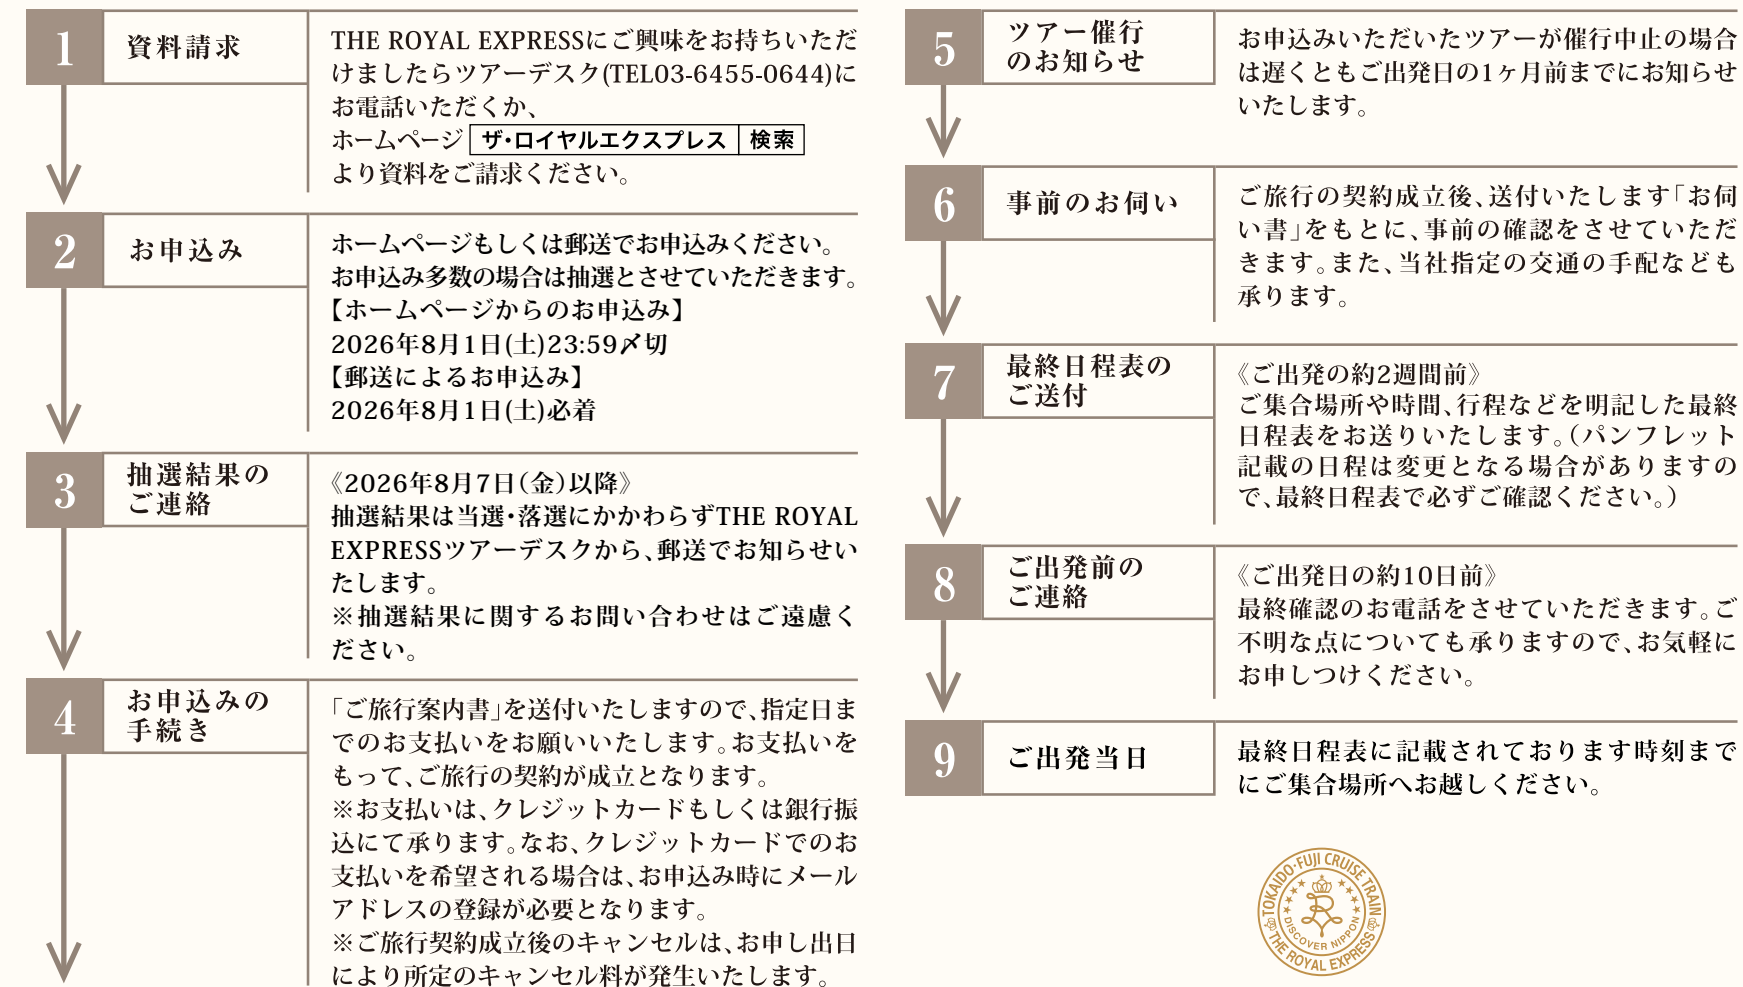 1
資料請求
THE ROYAL EXPRESSにご興味をお持ちいただ
けましたらツアーデスク(TEL03-6455-0644)に
お電話いただくか、
ホームページ ザ・ロイヤルエクスプレス 検索
より資料をご請求ください。
2
お申込み
ホームページもしくは郵送でお申込みください。
お申込み多数の場合は抽選とさせていただきます。
【ホームページからのお申込み】
2026年8月1日(土)23:59〆切
【郵送によるお申込み】
2026年8月1日(土)必着
3
抽選結果の
ご連絡
《2026年8月7日(金)以降》
抽選結果は当選・落選にかかわらずTHE ROYAL
EXPRESSツアーデスクから、郵送でお知らせい
たします。
※抽選結果に関するお問い合わせはご遠慮く
ださい。
4
お申込みの
手続き
「ご旅行案内書」を送付いたしますので、指定日ま
でのお支払いをお願いいたします。お支払いを
もって、ご旅行の契約が成立となります。
※お支払いは、クレジットカードもしくは銀行振
込にて承ります。なお、クレジットカードでのお
支払いを希望される場合は、お申込み時にメール
アドレスの登録が必要となります。
※ご旅行契約成立後のキャンセルは、お申し出日
により所定のキャンセル料が発生いたします。
5
ツアー催行
のお知らせ
お申込みいただいたツアーが催行中止の場合
は遅くともご出発日の1ヶ月前までにお知らせ
いたします。
6
事前のお伺い
ご旅行の契約成立後、送付いたします「お伺
い書」をもとに、事前の確認をさせていただ
きます。また、当社指定の交通の手配なども
承ります。
7
最終日程表の
ご送付
《ご出発の約2週間前》
ご集合場所や時間、行程などを明記した最終
日程表をお送りいたします。(パンフレット
記載の日程は変更となる場合がありますの
で、最終日程表で必ずご確認ください。)
8
ご出発前の
ご連絡
《ご出発日の約10日前》
最終確認のお電話をさせていただきます。ご
不明な点についても承りますので、お気軽に
お申しつけください。
9
ご出発当日
最終日程表に記載されております時刻まで
にご集合場所へお越しください。
TOKAIDO・FUJI CRUISE TRAIN
DISCOVER NIPPON
THE ROYAL EXPRESS